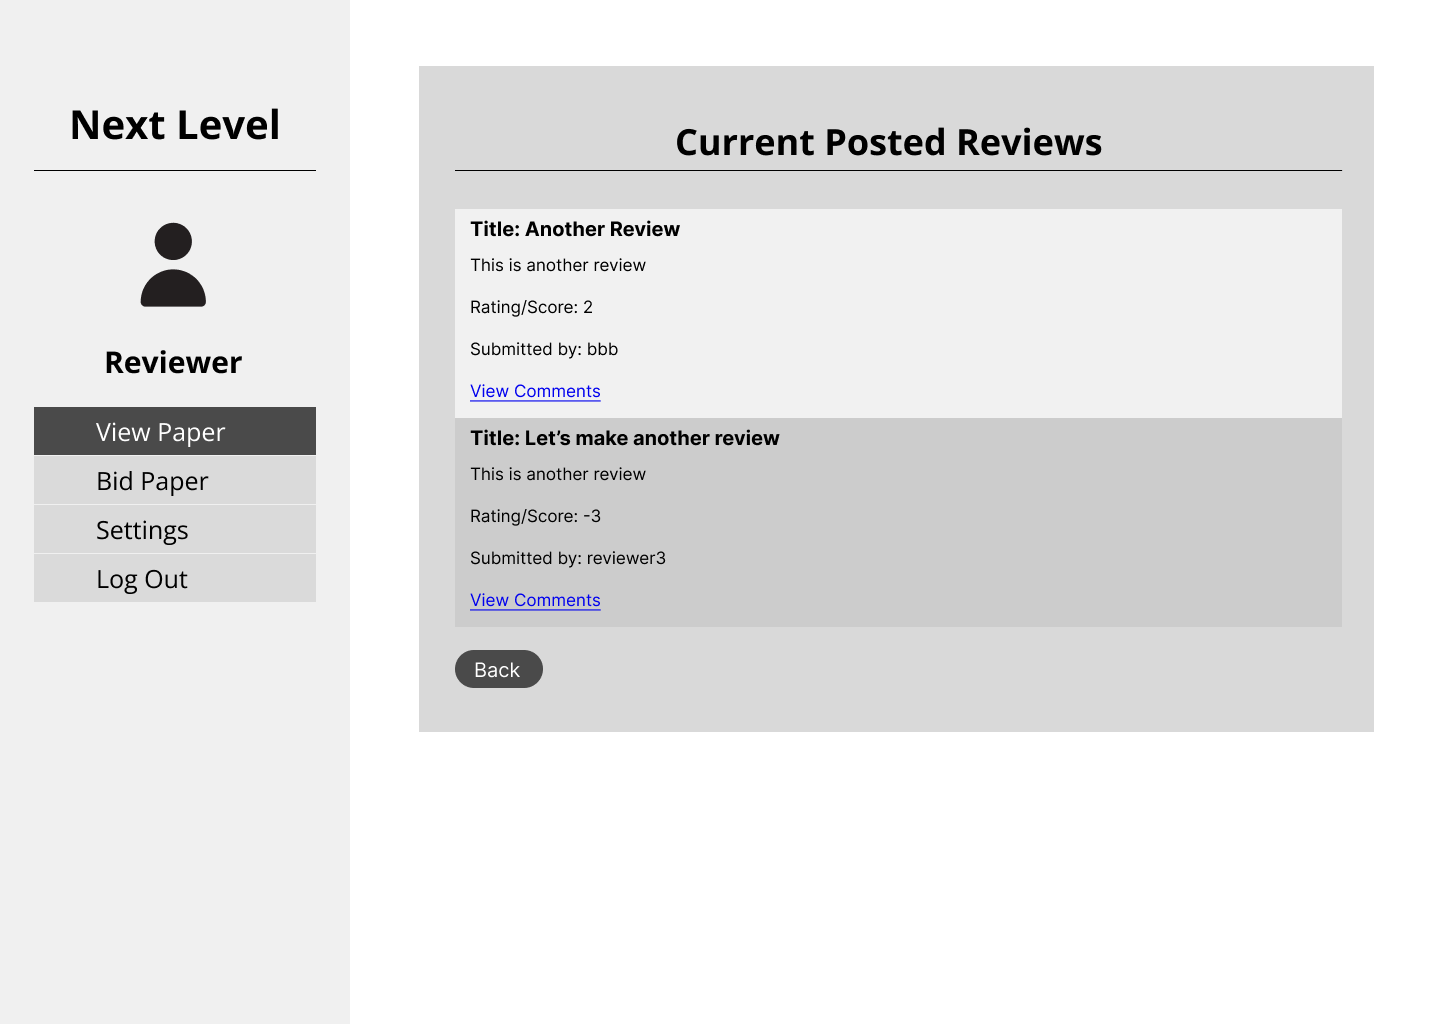 Next Level
Reviewer
View Paper
Bid Paper
Settings
Log Out
Current Posted Reviews
Title: Another Review
This is another review
Rating/Score: 2
Submitted by: bbb
View Comments
Title: Let’s make another review
This is another review
Rating/Score: -3
Submitted by: reviewer3
View Comments
Back